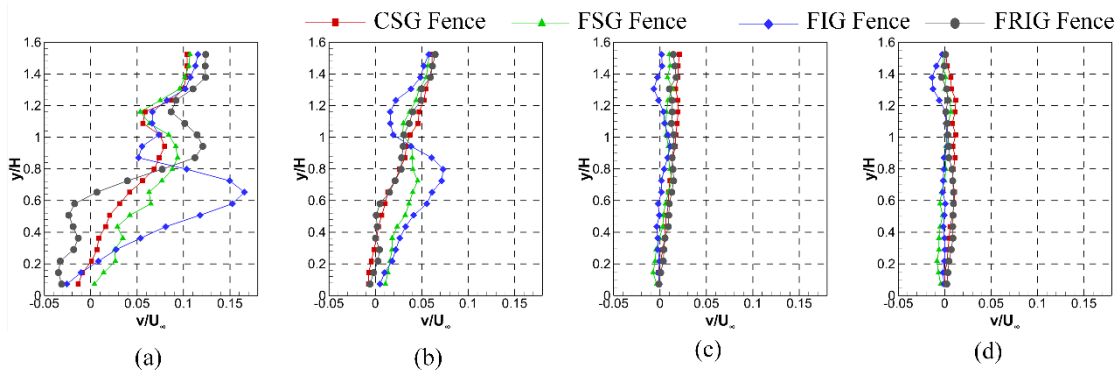 CSG Fence FSG Fence FIG Fence FRIG Fence
1.6 1.6 1.6 1.6
1.4 1.4 1.4 1.4
1.2 1.2 1.2 1.2
1 1 1 1
y/H y/H y/H y/H
0.8 0.8 0.8 0.8
0.6 0.6 0.6 0.6
0.4 0.4 0.4 0.4
0.2 0.2 0.2 0.2
-0.05 0 0.05 0.1 0.15 -0.05 0 0.05 0.1 0.15 -0.05 0 0.05 0.1 0.15 -0.05 0 0.05 0.1 0.15
v/U∞ v/U∞ v/U∞ v/U∞
(a) (b) (c) (d)